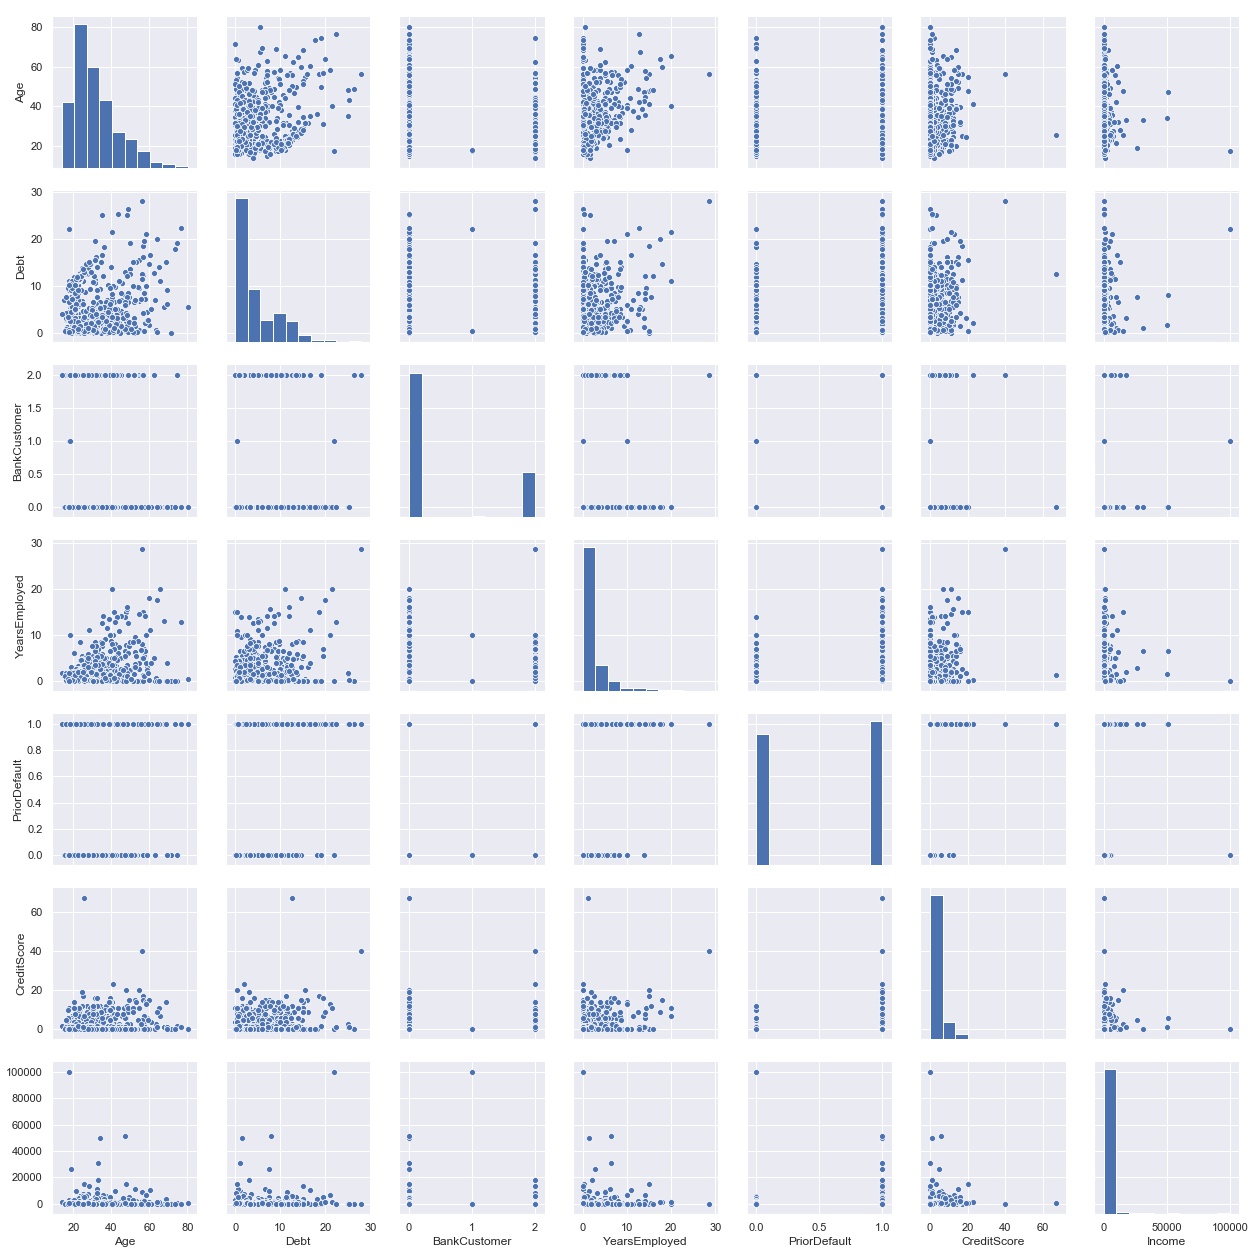 80
60
40
20
Age
30
20
10
0
Debt
2.0
1.5
1.0
0.5
0.0
BankCustomer
30
20
10
0
YearsEmployed
1.0
0.8
0.6
0.4
0.2
0.0
PriorDefault
60
40
20
0
CreditScore
100000
80000
60000
40000
20000
0
Income
20 40 60 80
0 10 20 30
0 1 2
0 10 20 30
0.0 0.5 1.0
0 20 40 60
0 50000 100000
Age Debt BankCustomer YearsEmployed PriorDefault CreditScore Income